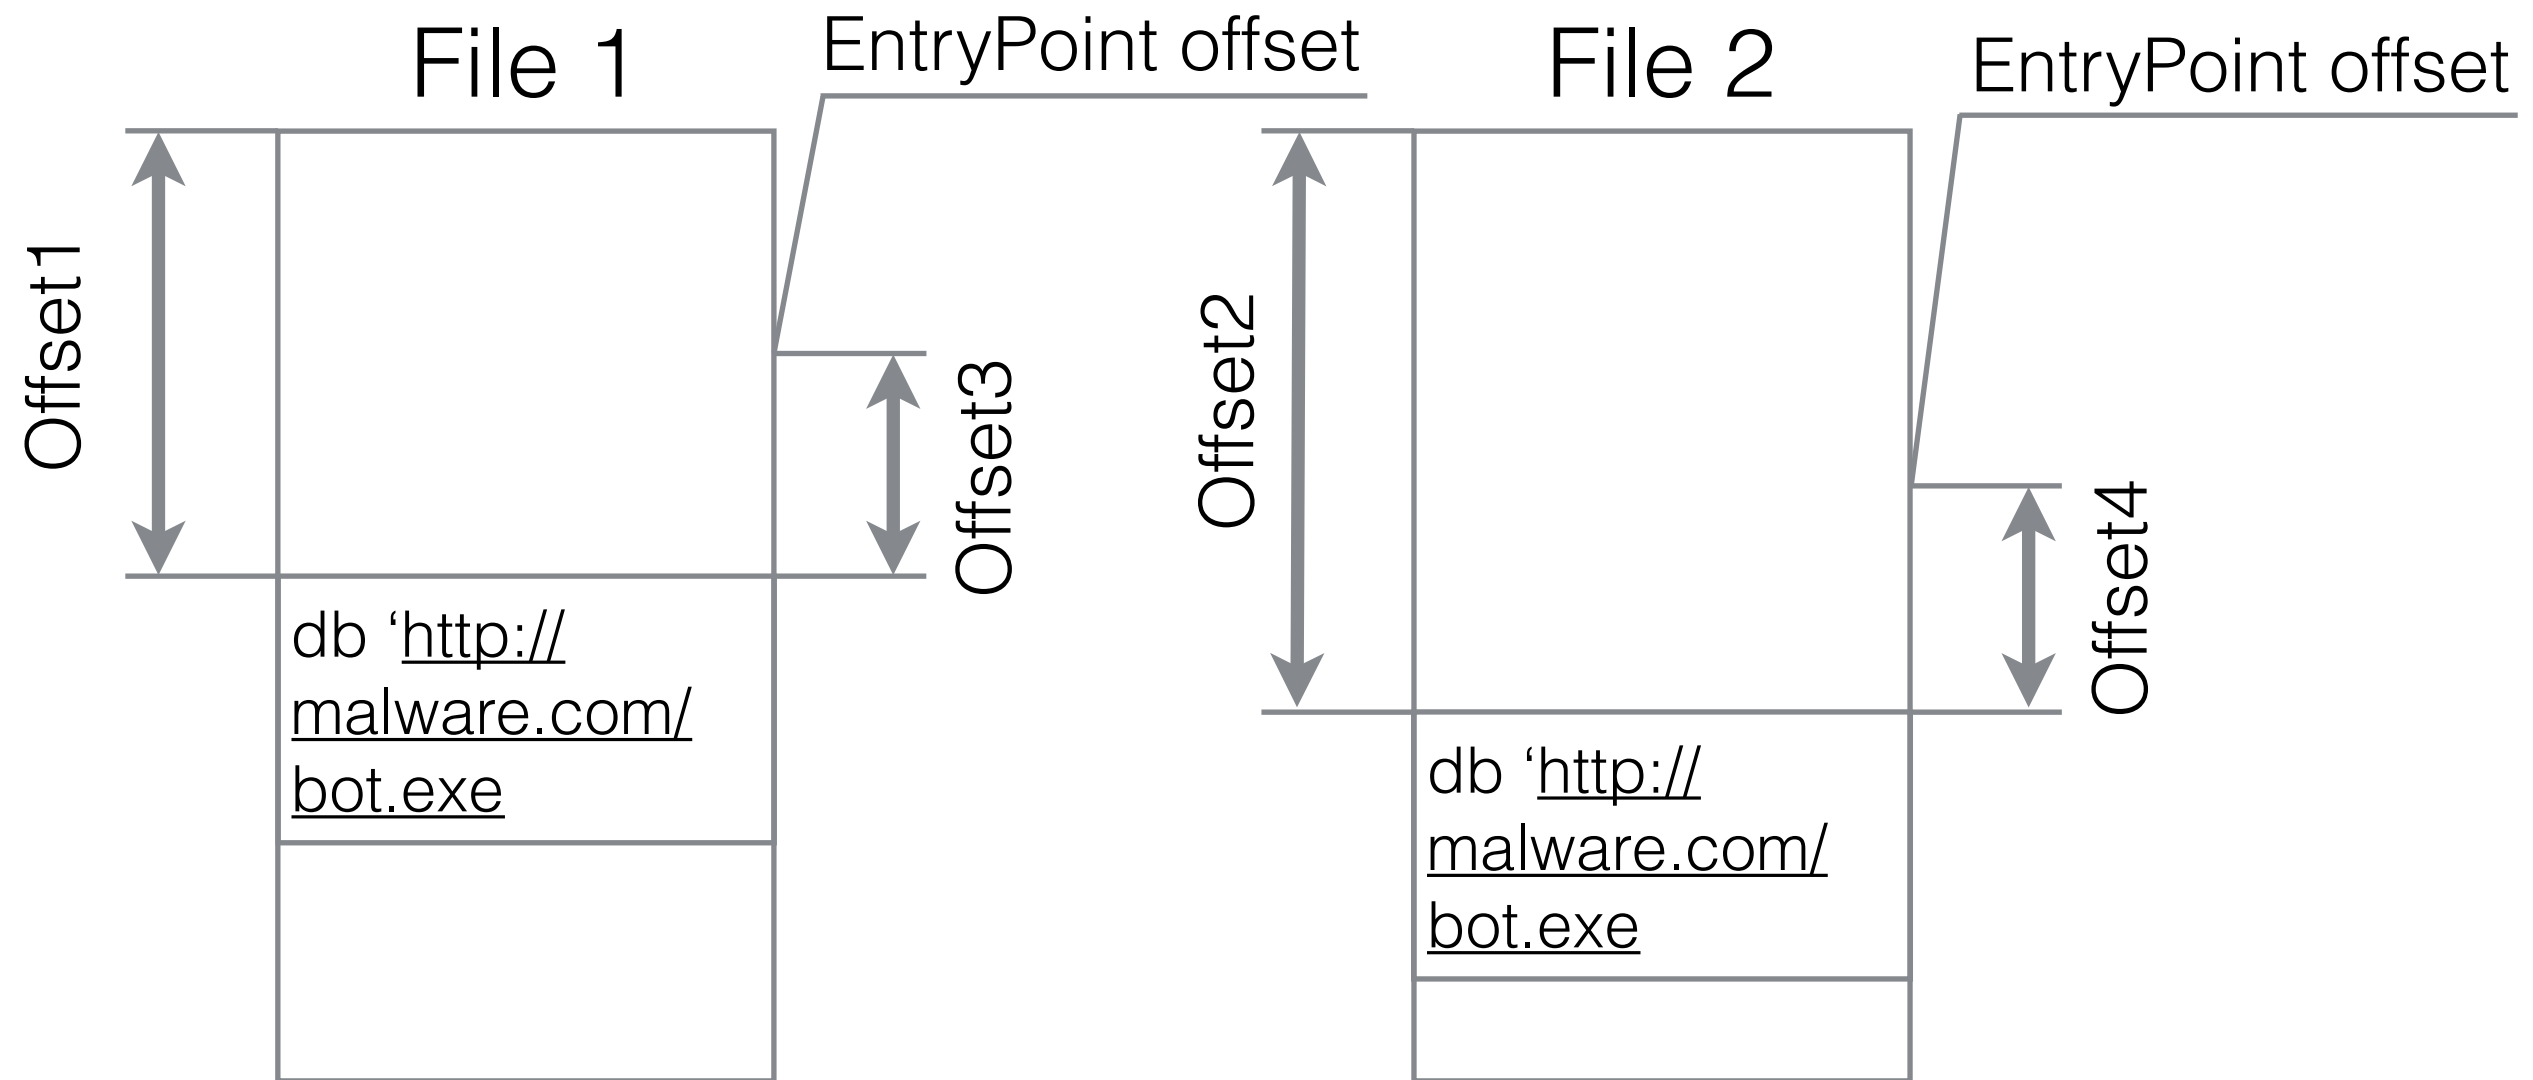 File 1
EntryPoint offset
File 2
EntryPoint offset
Offset1
Offset3
Offset2
Offset4
db ‘http://
malware.com/
bot.exe
db ‘http://
malware.com/
bot.exe